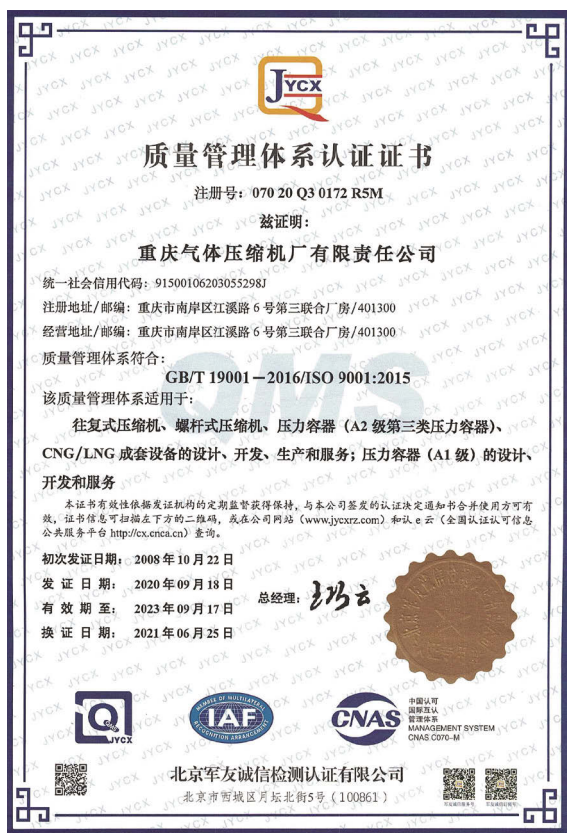 JYCX
质量管理体系认证证书
注册号：070 20 Q3 0172 R5M
兹证明：
重庆气体压缩机厂有限责任公司
统一社会信用代码：91500106203055298J
注册地址/邮编：重庆市南岸区江溪路 6 号第三联合厂房/401300
经营地址/邮编：重庆市南岸区江溪路 6 号第三联合厂房/401300
质量管理体系符合：
QMS
GB/T 19001－2016/ISO 9001:2015
该质量管理体系适用于：
往复式压缩机、螺杆式压缩机、压力容器（A2 级第三类压力容器）、
CNG/LNG 成套设备的设计、开发、生产和服务；压力容器（A1 级）的设计、
开发和服务
本证书有效性依据发证机构的定期监督获得保持，与本公司签发的认证决定通知书合并使用方可有
效，证书信息可扫描左下方的二维码，或在公司网站（www.jycxrz.com）和认 e 云（全国认证认可信息
公共服务平台 http://cx.cnca.cn）查询。
初次发证日期：2008 年 10 月 22 日
发 证 日 期：2020 年 09 月 18 日
有 效 期 至：2023 年 09 月 17 日
换 证 日 期：2021 年 06 月 25 日
总经理：
JYCX
MEMBER OF MULTILATERAL
IAF
RECOGNITION ARRANGEMENT
CNAS
中国认可
国际互认
管理体系
MANAGEMENT SYSTEM
CNAS C070-M
北京军友诚信检测认证有限公司
北京市西城区月坛北街5号（100861）